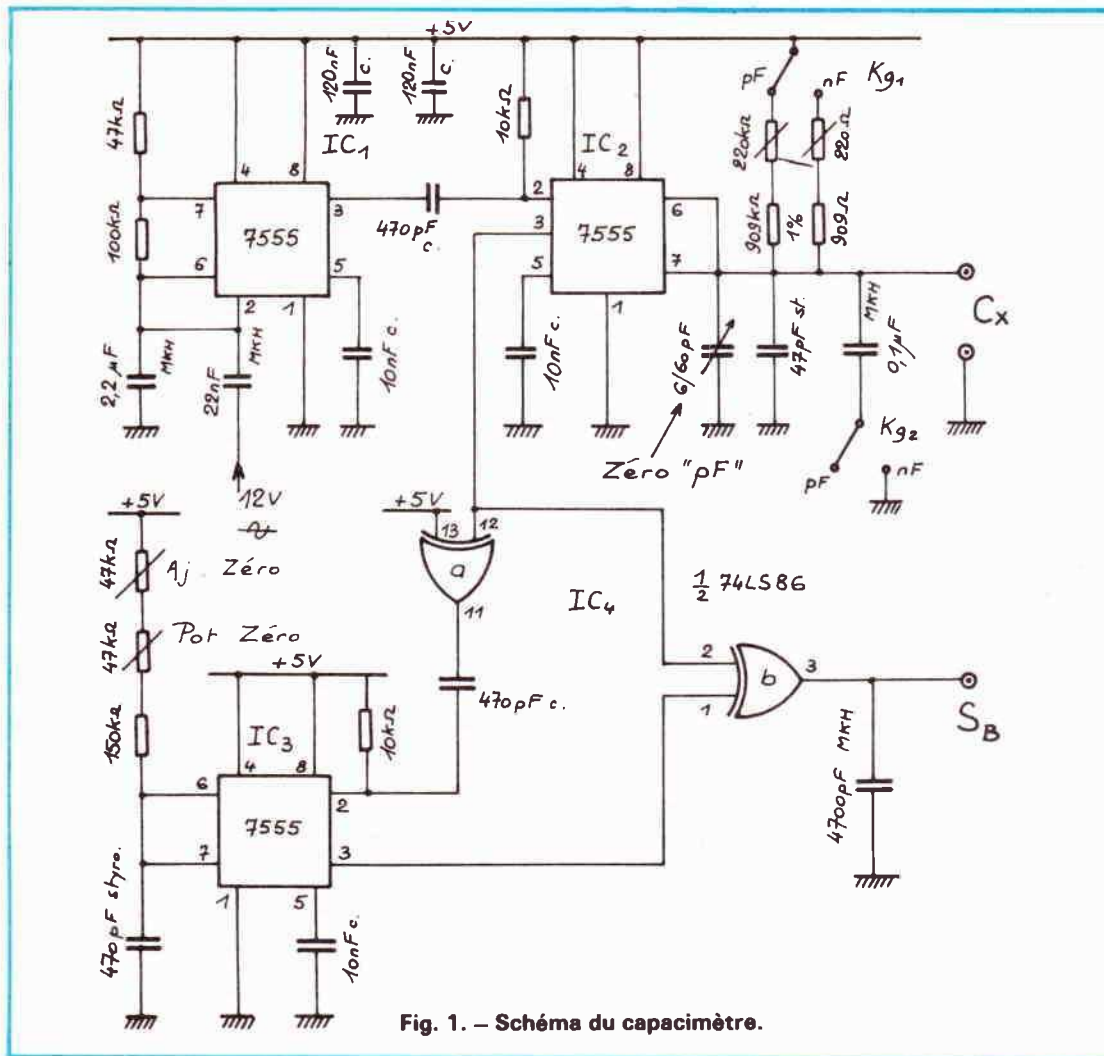 +5V
47kΩ
100kΩ
2,2 µF
MKH
22nF
MKH
12V
4
8
7
6
2
1
3
5
7555
IC1
120nF
c.
120nF
c.
10nF c.
470pF
c.
10kΩ
IC2
4
8
2
3
5
6
7
1
7555
10nF c.
6/60pF
Zéro "pF"
47pF st.
MKH
0,1µF
pF
nF
Kg1
220kΩ
220Ω
909kΩ
1%
909Ω
Cx
Kg2
pF
nF
+5V
47kΩ
Aj. Zéro
47kΩ
Pot Zéro
150kΩ
470pF styro.
+5V
IC3
4
8
6
7
2
3
1
5
7555
10kΩ
10nF c.
+5V
13
12
a
11
470pF c.
IC4
1/2 74LS86
2
1
b
3
SB
4700pF MKH
Fig. 1. – Schéma du capacimètre.